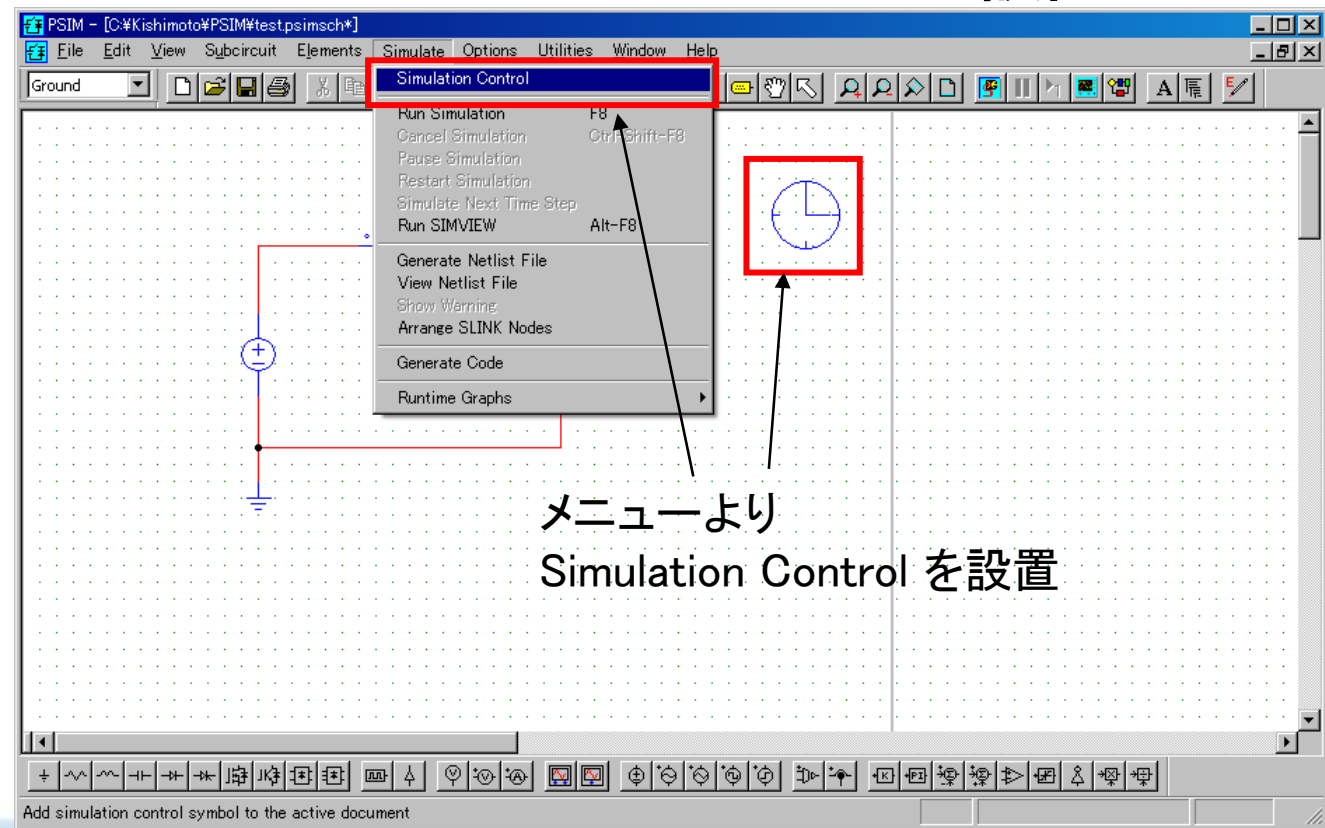 PSIM - [C:¥Kishimoto¥PSIM¥test.psimsch*]
File Edit View Subcircuit Elements Simulate Options Utilities Window Help
Ground
Simulation Control
Run Simulation F8
Cancel Simulation Ctrl-Shift-F8
Pause Simulation
Restart Simulation
Simulate Next Time Step
Run SIMVIEW Alt-F8
Generate Netlist File
View Netlist File
Show Warning
Arrange SLINK Nodes
Generate Code
Runtime Graphs
メニューより
Simulation Control を設置
Add simulation control symbol to the active document